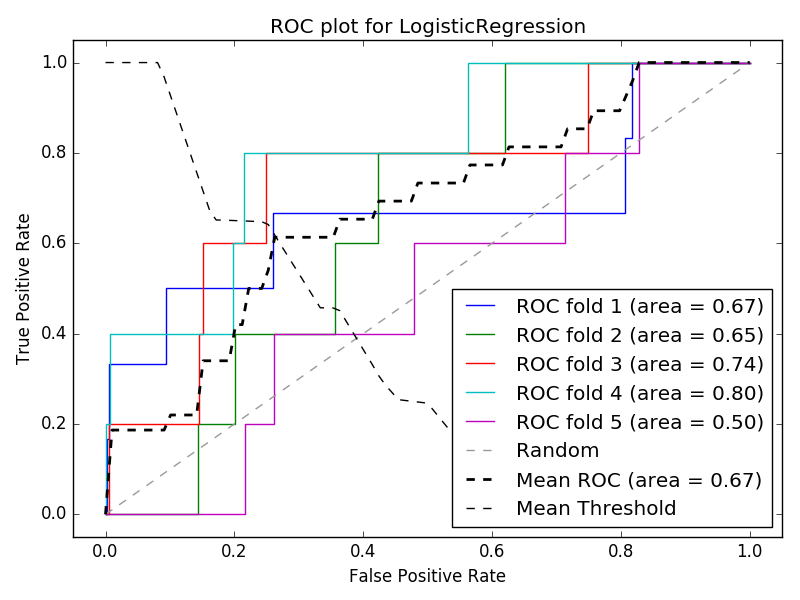 ROC plot for LogisticRegression
True Positive Rate
1.0
0.8
0.6
0.4
0.2
0.0
0.0 0.2 0.4 0.6 0.8 1.0
False Positive Rate
ROC fold 1 (area = 0.67)
ROC fold 2 (area = 0.65)
ROC fold 3 (area = 0.74)
ROC fold 4 (area = 0.80)
ROC fold 5 (area = 0.50)
Random
Mean ROC (area = 0.67)
Mean Threshold